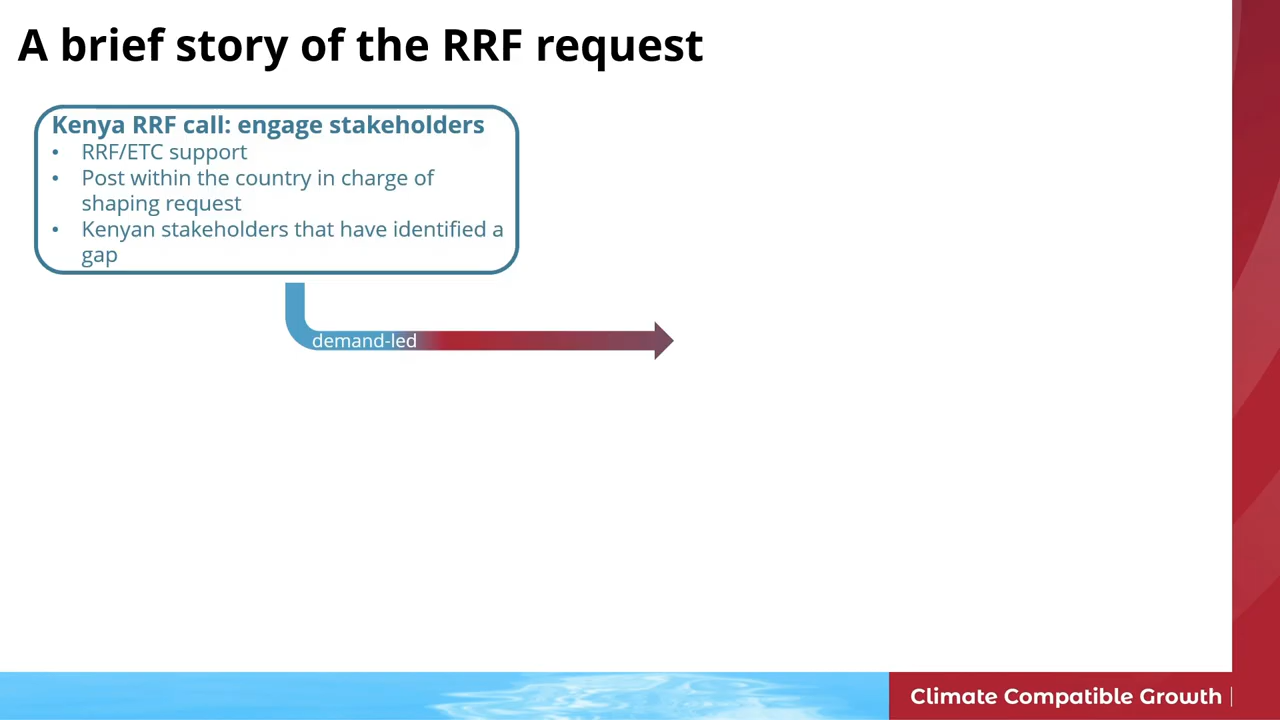 A brief story of the RRF request
Kenya RRF call: engage stakeholders
• RRF/ETC support
• Post within the country in charge of
shaping request
• Kenyan stakeholders that have identified a
gap
demand-led
Climate Compatible Growth |